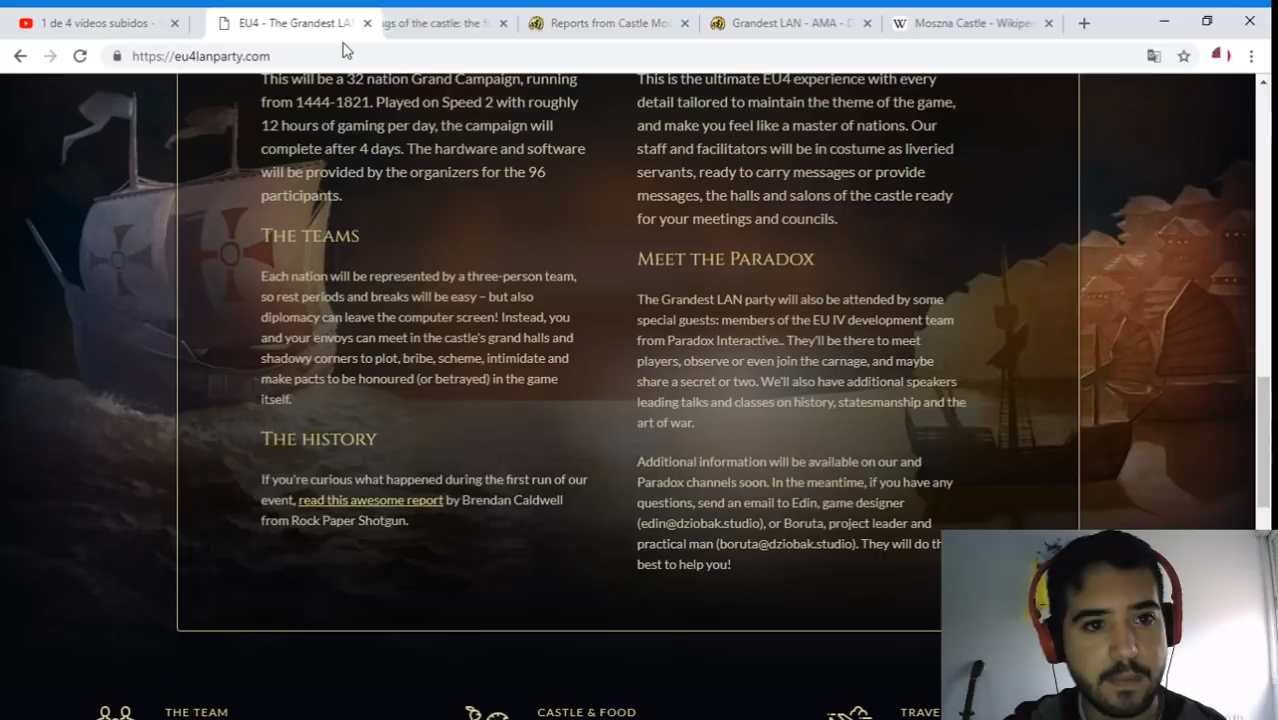 1 de 4 vídeos subidos -
EU4 - The Grandest LAN
gs of the castle: the f
Reports from Castle Mo
Grandest LAN - AMA - D
Moszna Castle - Wikipe
https://eu4lanparty.com
This will be a 32 nation Grand Campaign, running
from 1444-1821. Played on Speed 2 with roughly
12 hours of gaming per day, the campaign will
complete after 4 days. The hardware and software
will be provided by the organizers for the 96
participants.
THE TEAMS
Each nation will be represented by a three-person team,
so rest periods and breaks will be easy – but also
diplomacy can leave the computer screen! Instead, you
and your envoys can meet in the castle's grand halls and
shadowy corners to plot, bribe, scheme, intimidate and
make pacts to be honoured (or betrayed) in the game
itself.
THE HISTORY
If you're curious what happened during the first run of our
event, read this awesome report by Brendan Caldwell
from Rock Paper Shotgun.
This is the ultimate EU4 experience with every
detail tailored to maintain the theme of the game,
and make you feel like a master of nations. Our
staff and facilitators will be in costume as liveried
servants, ready to carry messages or provide
messages, the halls and salons of the castle ready
for your meetings and councils.
MEET THE PARADOX
The Grandest LAN party will also be attended by some
special guests: members of the EU IV development team
from Paradox Interactive.. They'll be there to meet
players, observe or even join the carnage, and maybe
share a secret or two. We'll also have additional speakers
leading talks and classes on history, statesmanship and the
art of war.
Additional information will be available on our and
Paradox channels soon. In the meantime, if you have any
questions, send an email to Edin, game designer
(edin@dziobak.studio), or Boruta, project leader and
practical man (boruta@dziobak.studio). They will do th
best to help you!
THE TEAM
CASTLE & FOOD
TRAVE